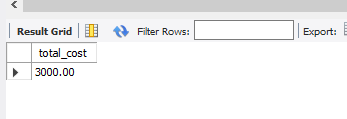 Result Grid Filter Rows: Export:
total_cost
3000.00